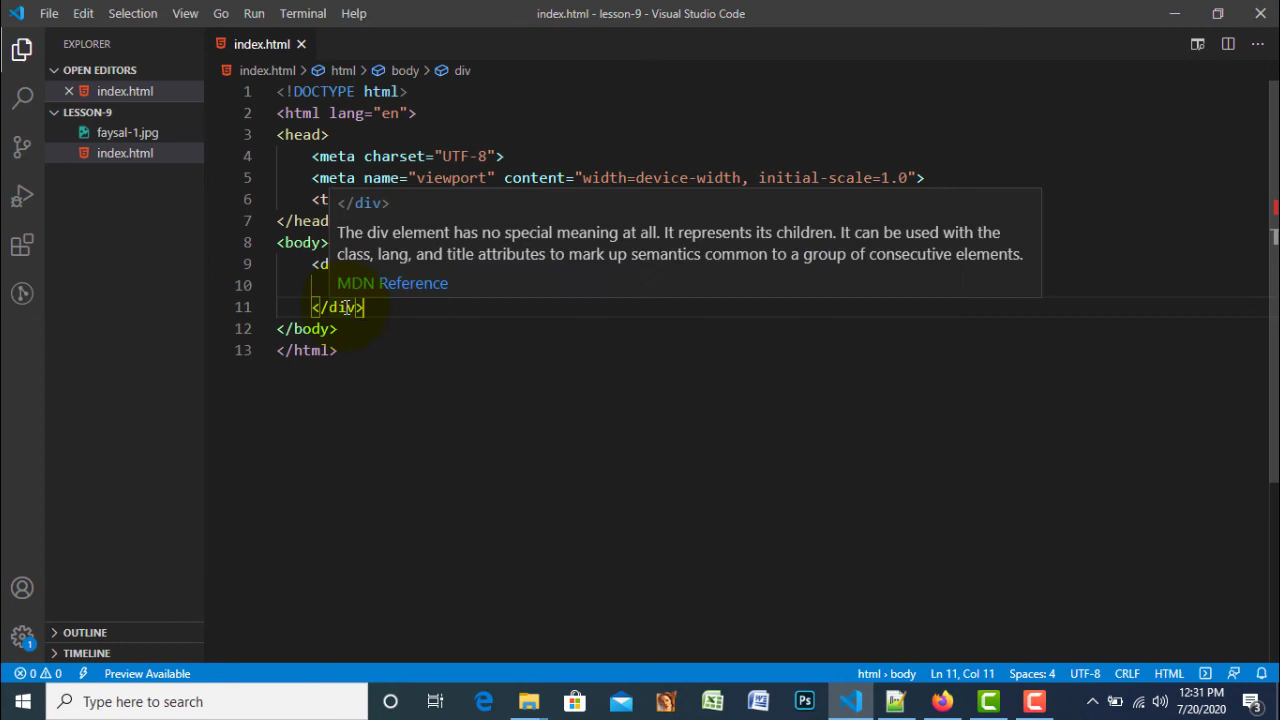 File Edit Selection View Go Run Terminal Help
index.html - lesson-9 - Visual Studio Code
EXPLORER
index.html
OPEN EDITORS
index.html
LESSON-9
faysal-1.jpg
index.html
OUTLINE
TIMELINE
index.html > html > body > div
1 <!DOCTYPE html>
2 <html lang="en">
3 <head>
4 <meta charset="UTF-8">
5 <meta name="viewport" content="width=device-width, initial-scale=1.0">
6 <t
7 </head
8 <body>
9 <d
10
11 </div>
12 </body>
13 </html>
</div>
The div element has no special meaning at all. It represents its children. It can be used with the
class, lang, and title attributes to mark up semantics common to a group of consecutive elements.
MDN Reference
1
0 0 Preview Available
html › body Ln 11, Col 11 Spaces: 4 UTF-8 CRLF HTML
Type here to search
Ps
12:31 PM
7/20/2020
3